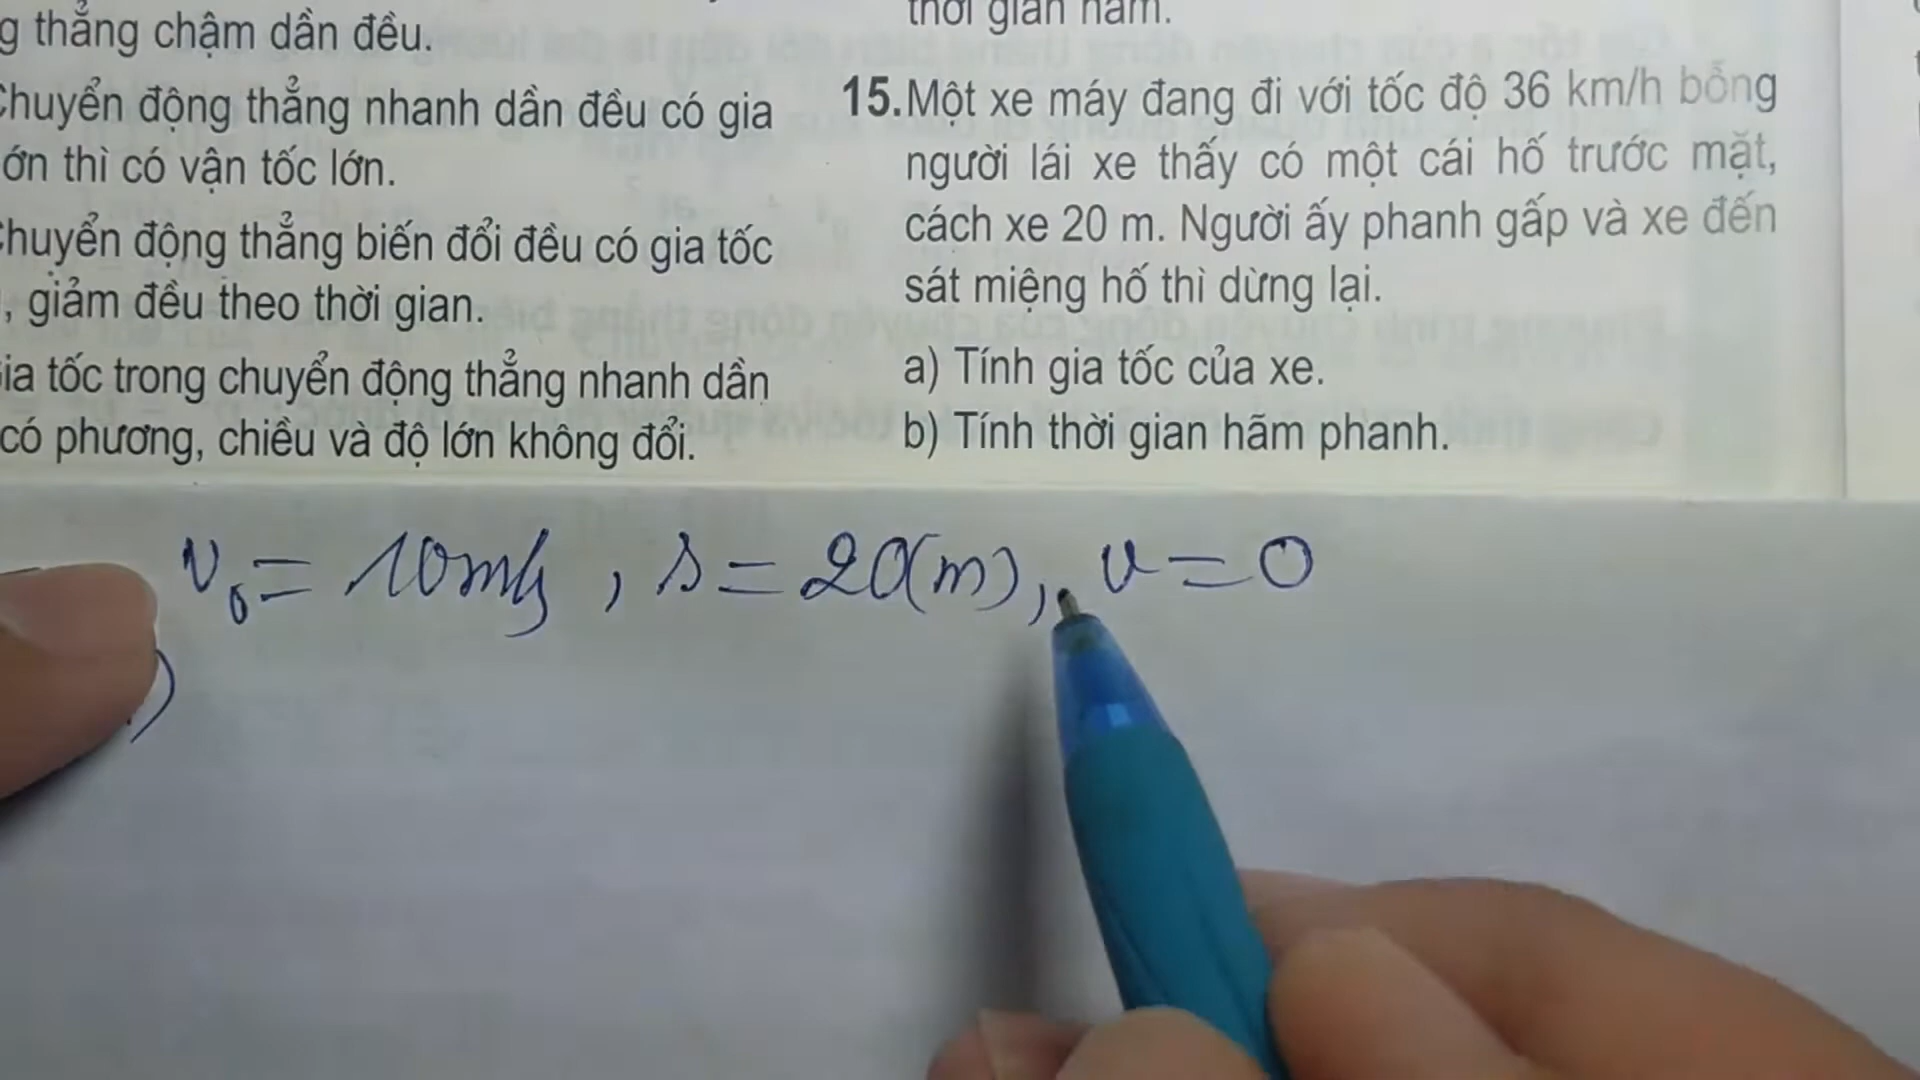 g thẳng chậm dần đều.
Chuyển động thẳng nhanh dần đều có gia
ớn thì có vận tốc lớn.
Chuyển động thẳng biến đổi đều có gia tốc
, giảm đều theo thời gian.
ia tốc trong chuyển động thẳng nhanh dần
có phương, chiều và độ lớn không đổi.
thời gian hãm.
15. Một xe máy đang đi với tốc độ 36 km/h bỗng
người lái xe thấy có một cái hố trước mặt,
cách xe 20 m. Người ấy phanh gấp và xe đến
sát miệng hố thì dừng lại.
a) Tính gia tốc của xe.
b) Tính thời gian hãm phanh.
v₀ = 10m/s , s = 20(m), v = 0
)